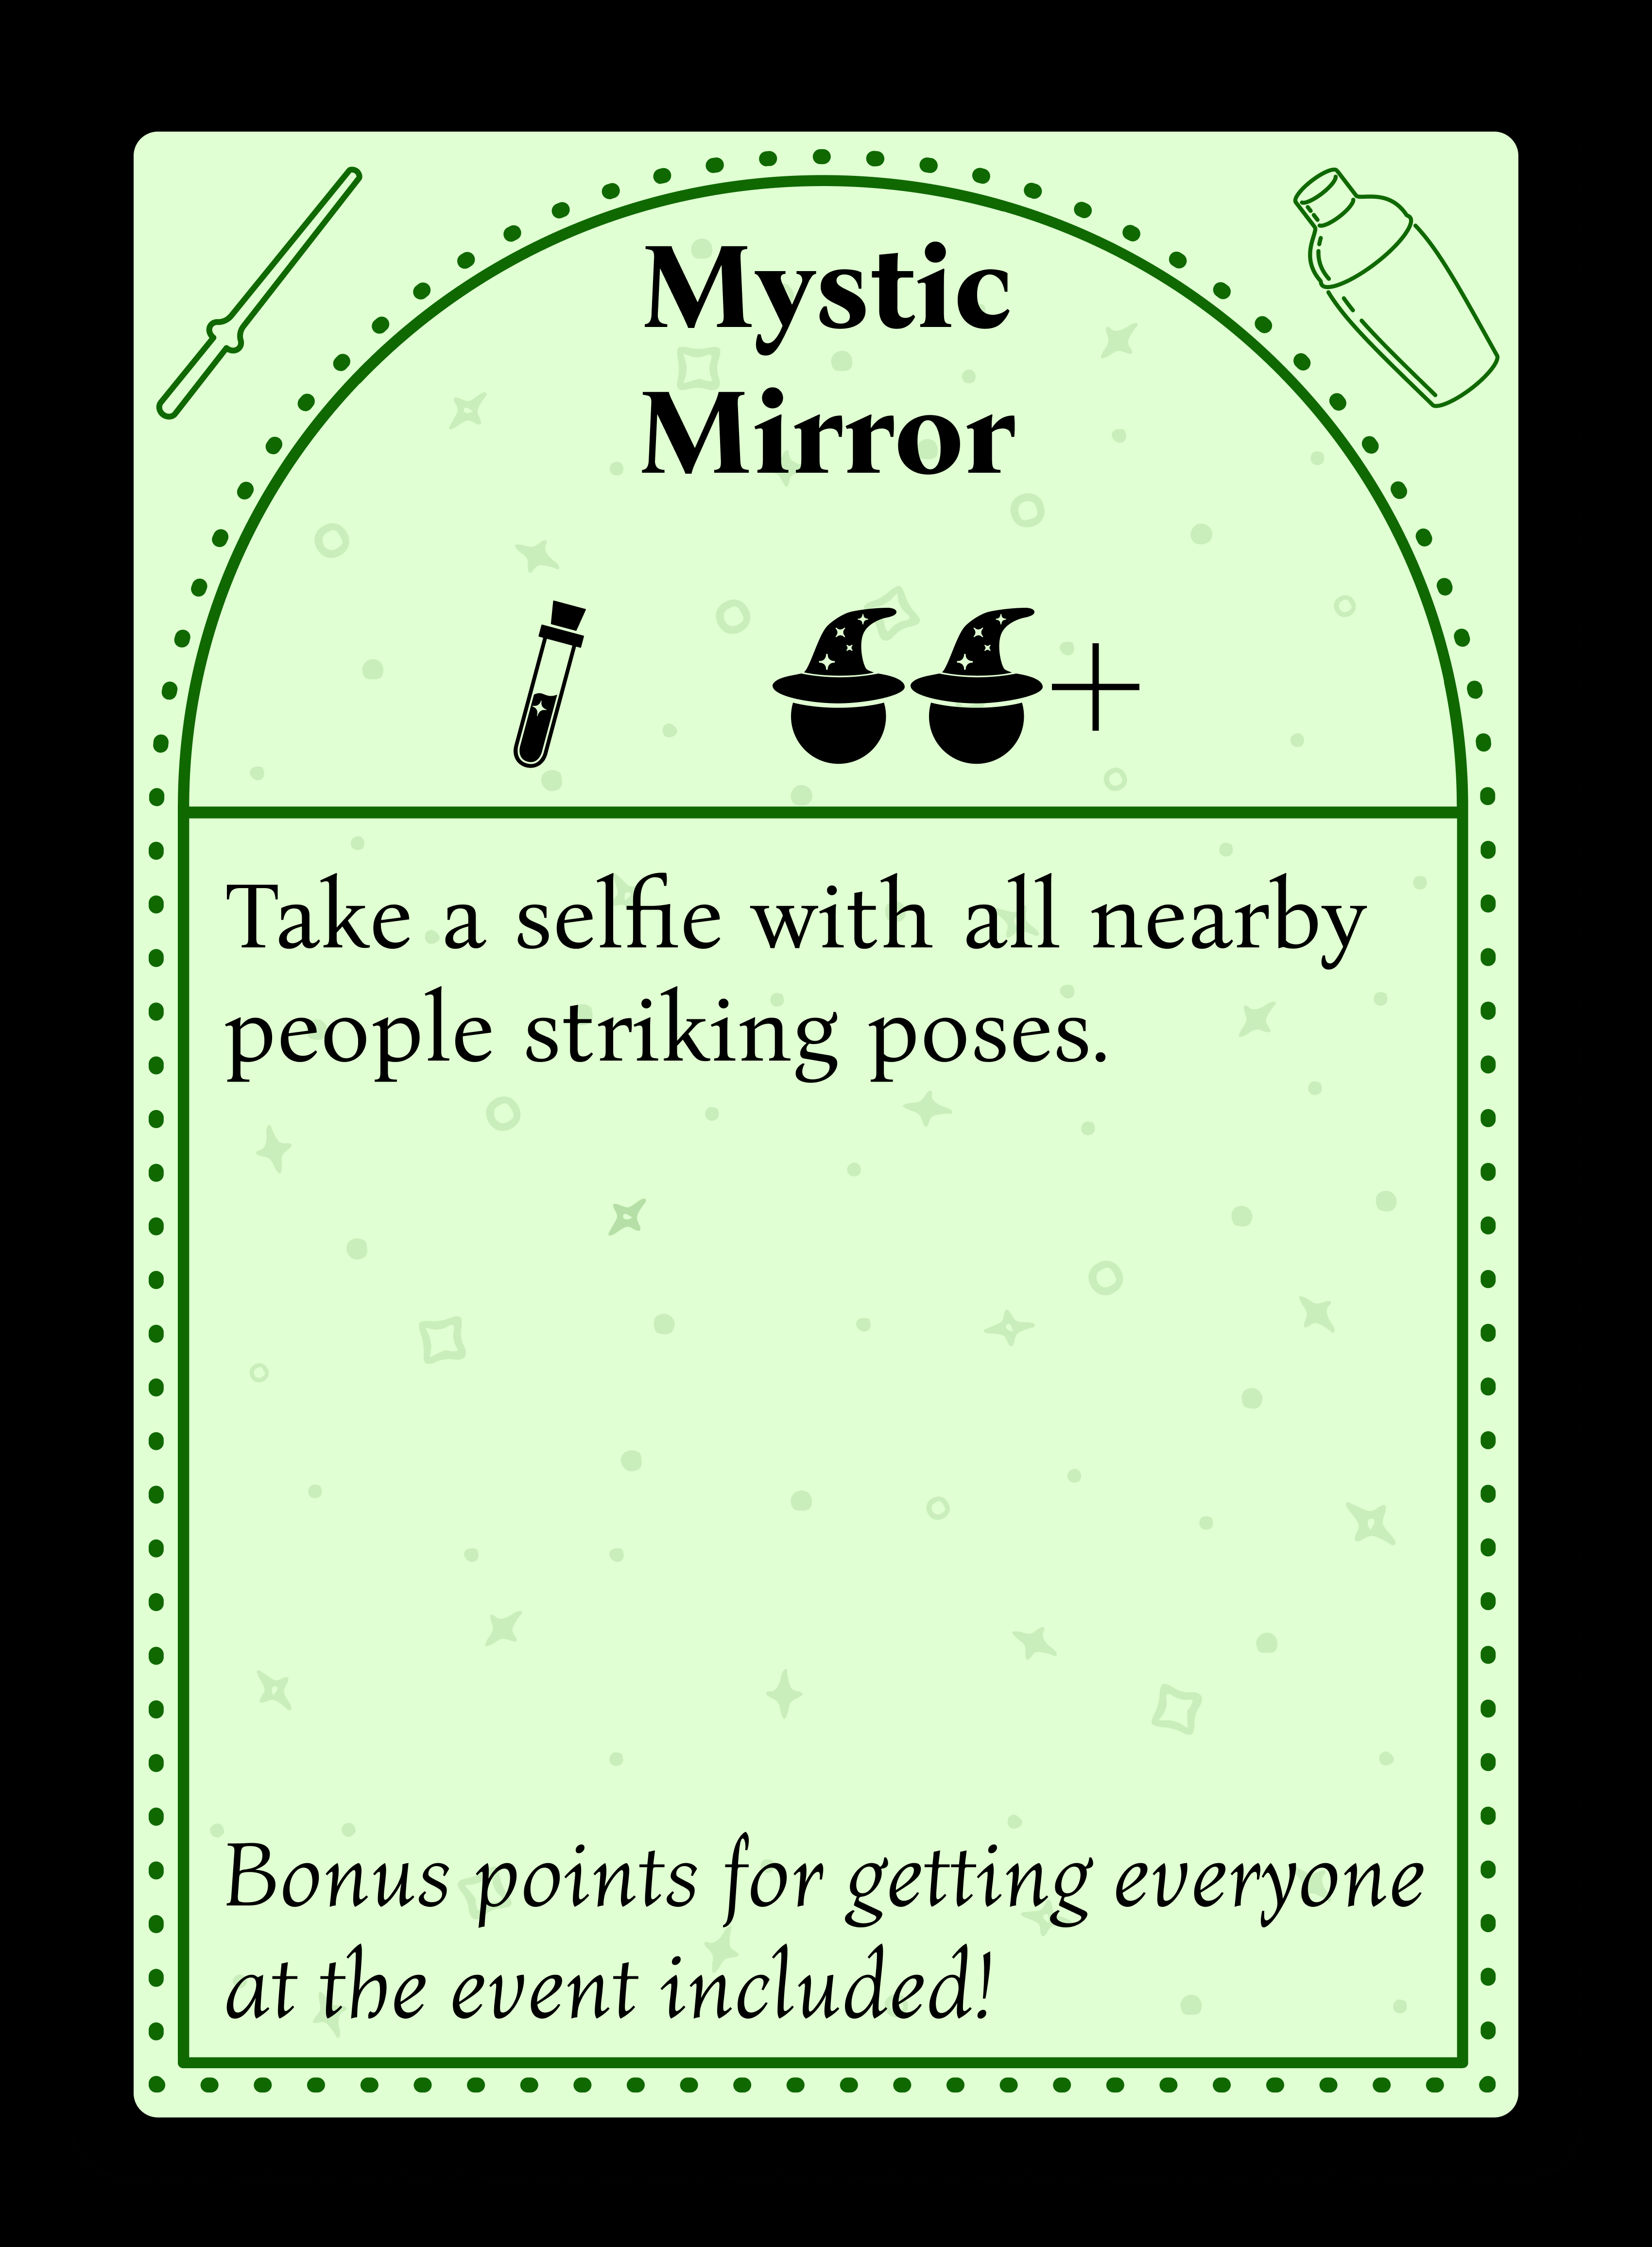 Mystic
Mirror
Take a selfie with all nearby
people striking poses.
Bonus points for getting everyone
at the event included!